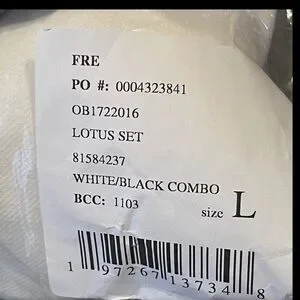 FRE
PO #: 0004323841
OB1722016
LOTUS SET
81584237
WHITE/BLACK COMBO
BCC: 1103
size L
1 97267 13734 8